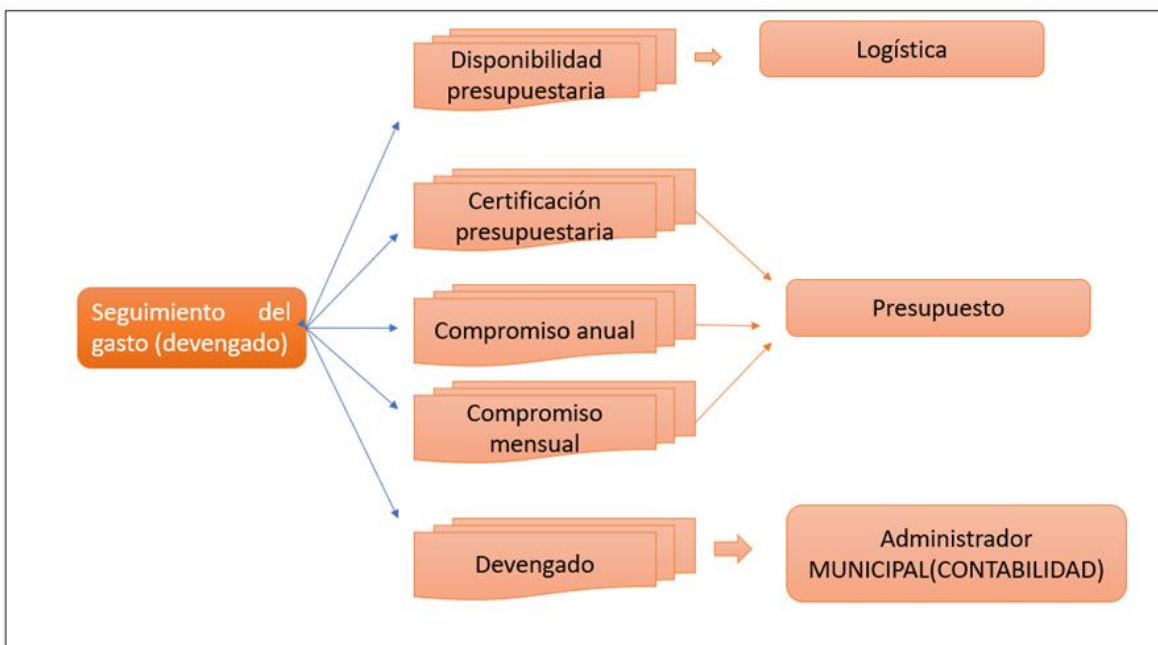 Disponibilidad
presupuestaria
Logística
Certificación
presupuestaria
Seguimiento del
gasto (devengado)
Compromiso anual
Presupuesto
Compromiso
mensual
Devengado
Administrador
MUNICIPAL(CONTABILIDAD)